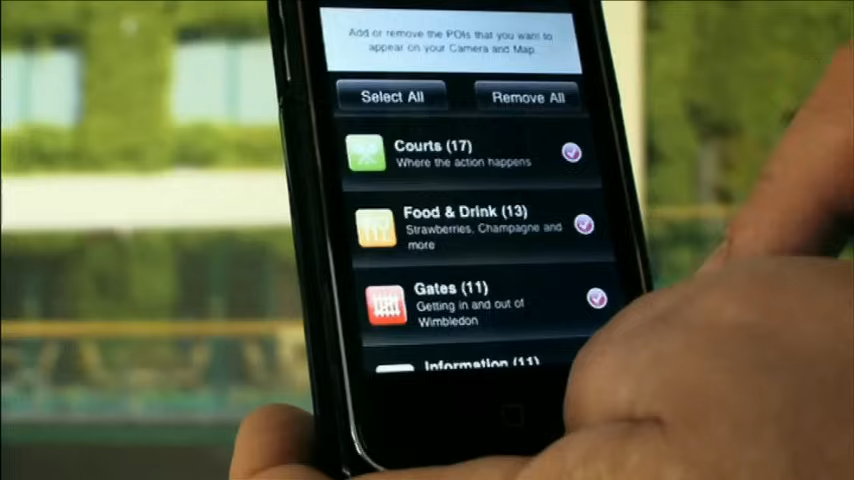 Add or remove the POIs that you want to
appear on your Camera and Map.
Select All
Remove All
Courts (17)
Where the action happens
Food & Drink (13)
Strawberries, Champagne and
more
Gates (11)
Getting in and out of
Wimbledon
Information (11)